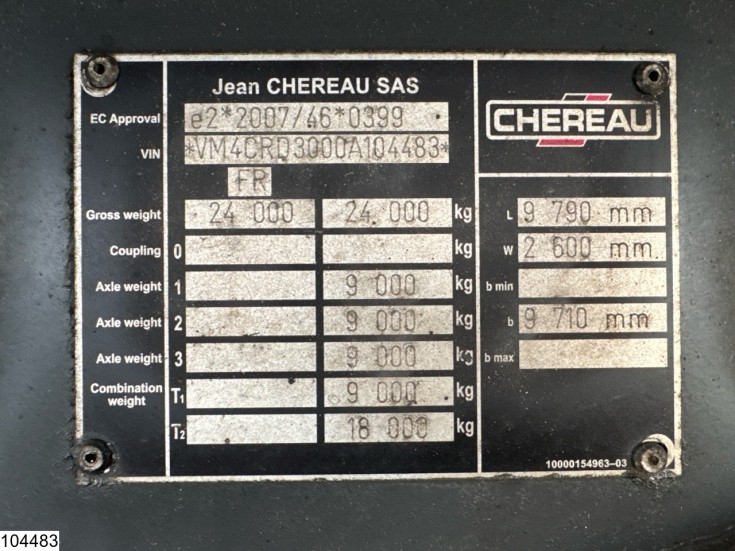 Jean CHEREAU SAS
EC Approval e2*2007/46*0399
VIN *VM4CRD3000A104483*
FR
CHEREAU
Gross weight 24 000 24 000 kg
Coupling 0 kg
Axle weight 1 9 000 kg
Axle weight 2 9 000 kg
Axle weight 3 9 000 kg
Combination weight T1 9 000 kg
T2 18 000 kg
L 9 790 mm
W 2 600 mm
b min
b 9 710 mm
b max
10000154963-03
104483